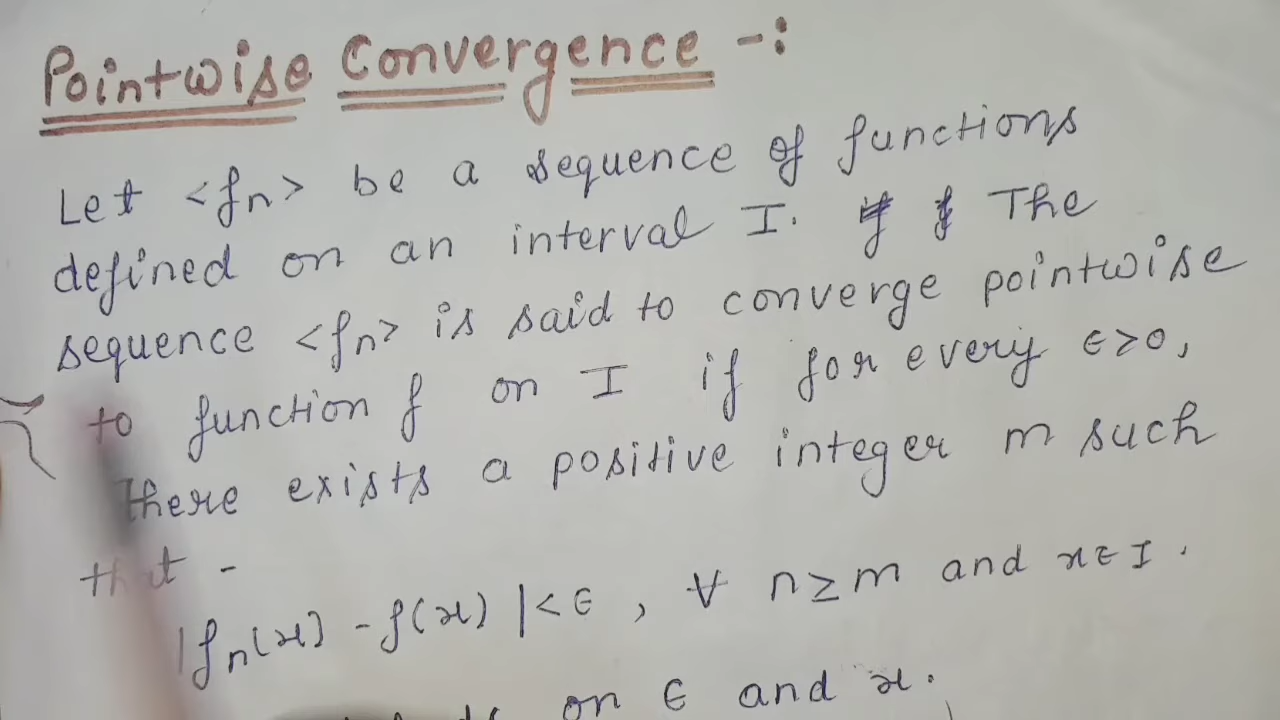 Pointwise Convergence -:
Let <fn> be a sequence of functions
defined on an interval I. The
sequence <fn> is said to converge pointwise
to function f on I if for every ϵ>0,
there exists a positive integer m such
that -
|fn(x) - f(x)|<ϵ, ∀ n≥m and x∈I.
on ϵ and x.